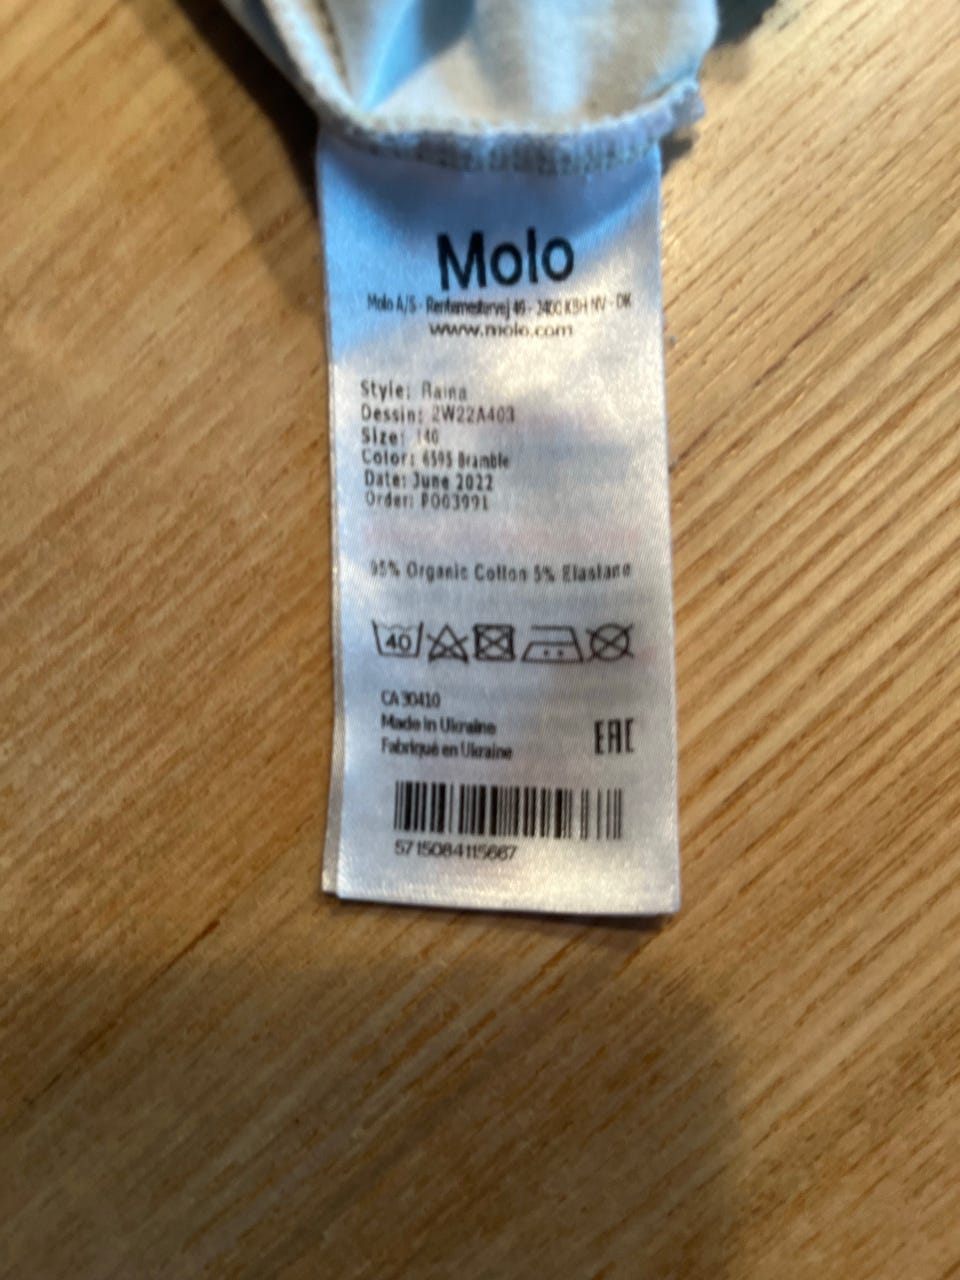 Molo
Molo A/S - Rentemestervej 49 - 2400 KBH NV - DK
www.molo.com
Style: Raina
Dessin: 2W22A403
Size: 140
Color: 6595 Bramble
Date: June 2022
Order: PO03991
95% Organic Cotton 5% Elastane
40
CA 30410
Made in Ukraine
Fabriqué en Ukraine
EAC
5715084115667